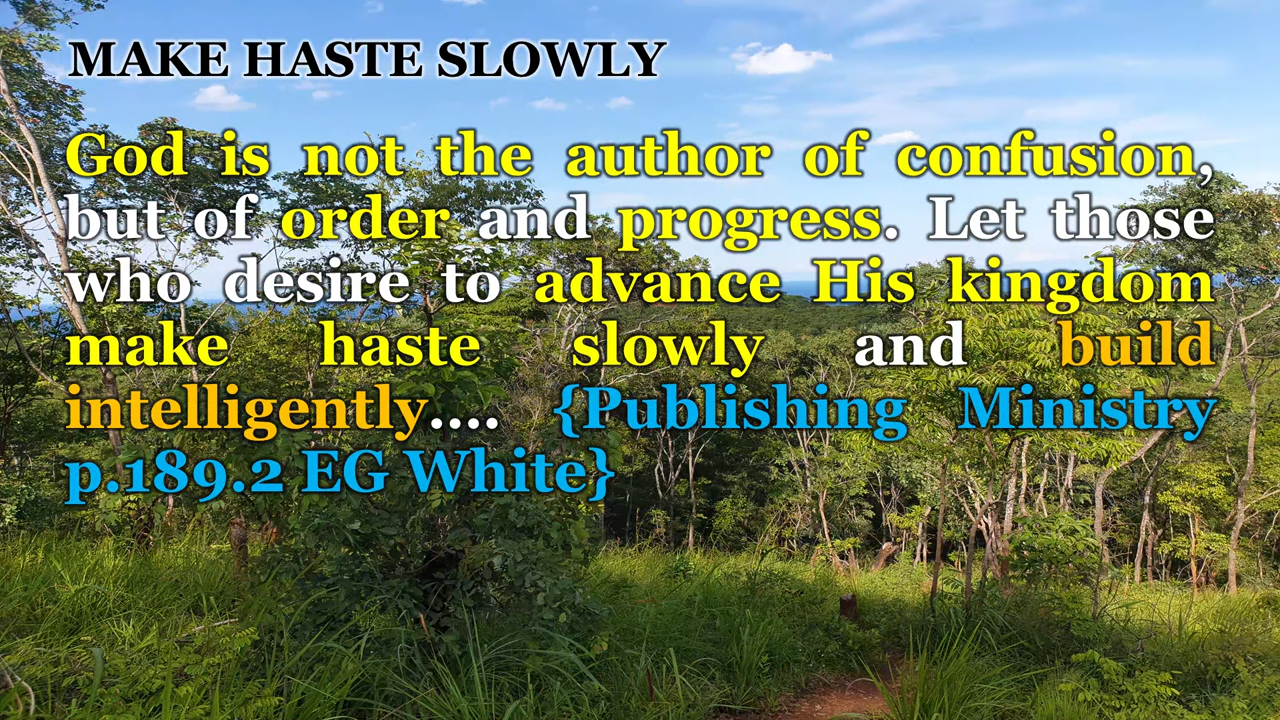 MAKE HASTE SLOWLY
God is not the author of confusion,
but of order and progress. Let those
who desire to advance His kingdom
make haste slowly and build
intelligently.... {Publishing Ministry
p.189.2 EG White}